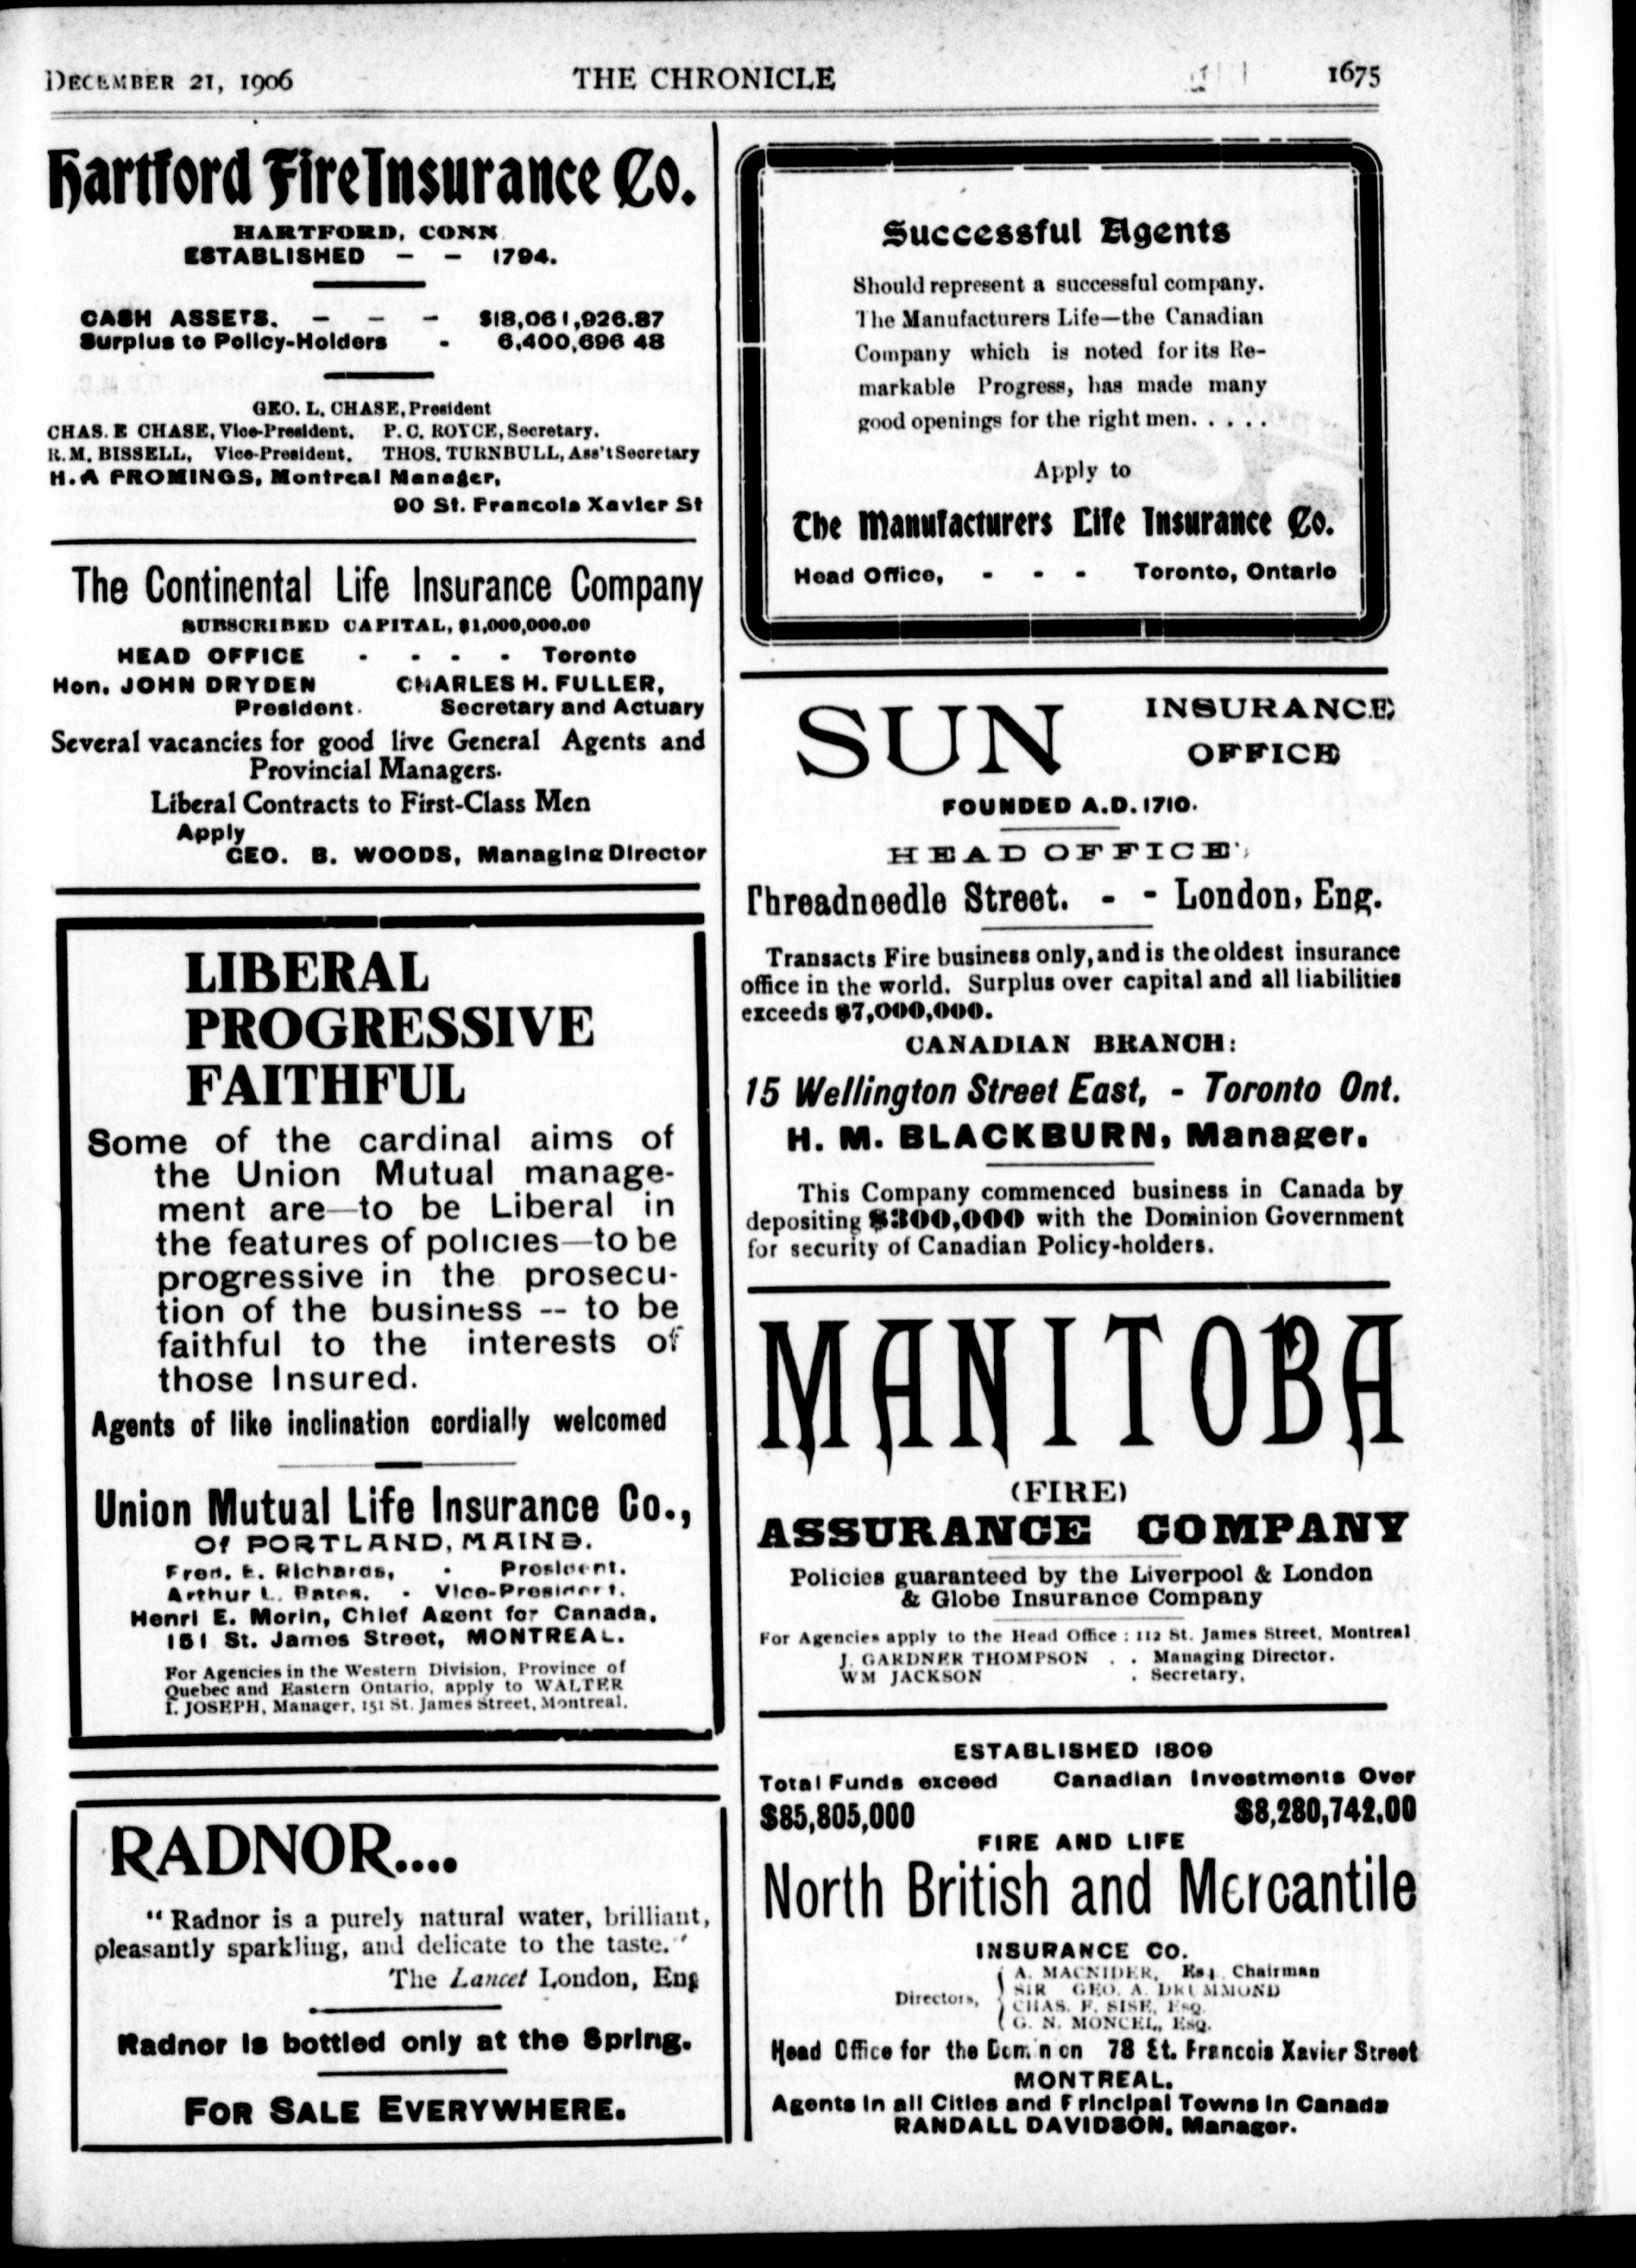 DECEMBER 21, 1906 THE CHRONICLE 1675
Hartford Fire Insurance Co.
HARTFORD, CONN.
ESTABLISHED - - 1794.
CASH ASSETS. - - - $18,061,926.87
Surplus to Policy-Holders - 6,400,696 48
GEO. L. CHASE, President
CHAS. E CHASE, Vice-President. P. C. ROYCE, Secretary.
R. M. BISSELL, Vice-President. THOS. TURNBULL, Ass't Secretary
H. A FROMINGS, Montreal Manager,
90 St. Francois Xavier St
The Continental Life Insurance Company
SUBSCRIBED CAPITAL, $1,000,000.00
HEAD OFFICE - - - - Toronto
Hon. JOHN DRYDEN CHARLES H. FULLER,
President. Secretary and Actuary
Several vacancies for good live General Agents and
Provincial Managers.
Liberal Contracts to First-Class Men
Apply
GEO. B. WOODS, Managing Director
LIBERAL
PROGRESSIVE
FAITHFUL
Some of the cardinal aims of
the Union Mutual manage-
ment are—to be Liberal in
the features of policies—to be
progressive in the prosecu-
tion of the business -- to be
faithful to the interests of
those Insured.
Agents of like inclination cordially welcomed
Union Mutual Life Insurance Co.,
Of PORTLAND, MAINE.
Fred. E. Richards, - President.
Arthur L. Bates, - Vice-President.
Henri E. Morin, Chief Agent for Canada,
151 St. James Street, MONTREAL.
For Agencies in the Western Division, Province of
Quebec and Eastern Ontario, apply to WALTER
I. JOSEPH, Manager, 151 St. James Street, Montreal.
RADNOR....
"Radnor is a purely natural water, brilliant,
pleasantly sparkling, and delicate to the taste."
The Lancet London, Eng
Radnor is bottled only at the Spring.
FOR SALE EVERYWHERE.
Successful Agents
Should represent a successful company.
The Manufacturers Life—the Canadian
Company which is noted for its Re-
markable Progress, has made many
good openings for the right men. . . . .
Apply to
The Manufacturers Life Insurance Co.
Head Office, - - - Toronto, Ontario
SUN INSURANCE
OFFICE
FOUNDED A.D. 1710.
HEAD OFFICE
Threadneedle Street. - - London, Eng.
Transacts Fire business only, and is the oldest insurance
office in the world. Surplus over capital and all liabilities
exceeds $7,000,000.
CANADIAN BRANCH:
15 Wellington Street East, - Toronto Ont.
H. M. BLACKBURN, Manager.
This Company commenced business in Canada by
depositing $300,000 with the Dominion Government
for security of Canadian Policy-holders.
MANITOBA
(FIRE)
ASSURANCE COMPANY
Policies guaranteed by the Liverpool & London
& Globe Insurance Company
For Agencies apply to the Head Office : 112 St. James Street, Montreal
J. GARDNER THOMPSON . . Managing Director.
WM JACKSON . Secretary,
ESTABLISHED 1809
Total Funds exceed Canadian Investments Over
$85,805,000 $8,280,742.00
FIRE AND LIFE
North British and Mercantile
INSURANCE CO.
A. MACNIDER, Esq. Chairman
Directors, SIR GEO. A. DRUMMOND
CHAS. F. SISE, ESQ.
G. N. MONCEL, ESQ.
Head Office for the Dominion 78 St. Francois Xavier Street
MONTREAL.
Agents in all Cities and Principal Towns in Canada
RANDALL DAVIDSON, Manager.